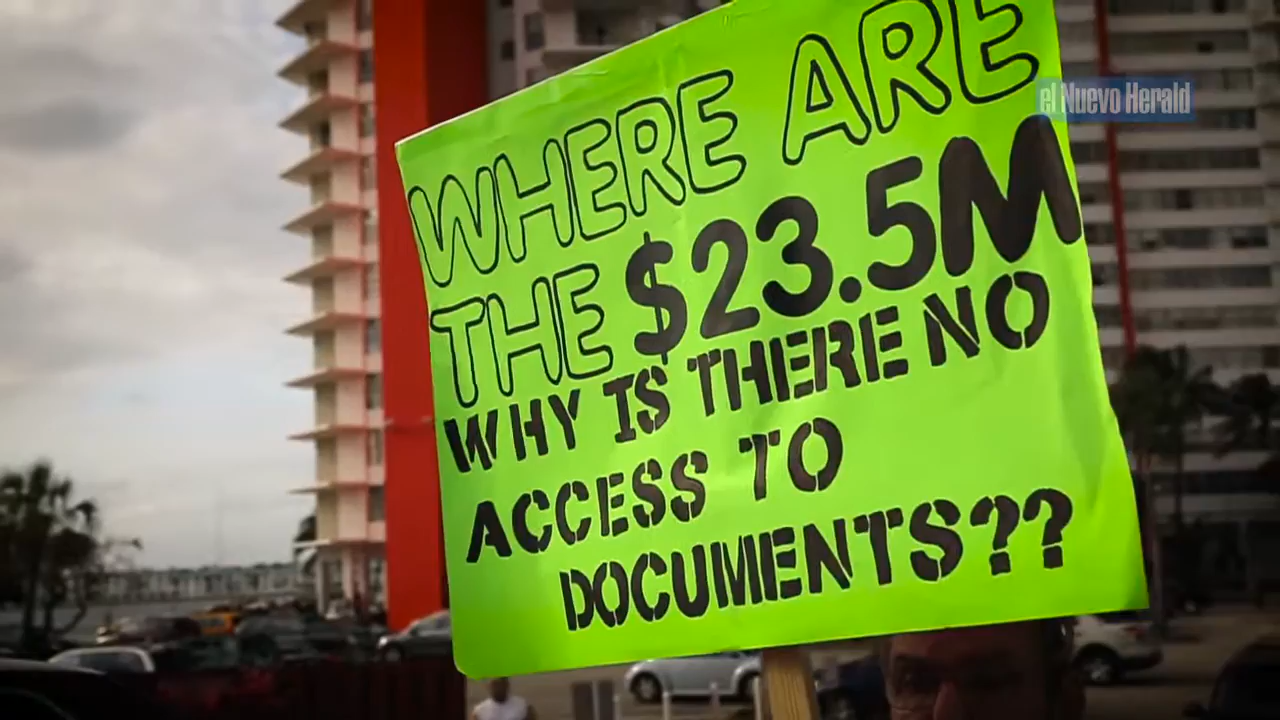 WHERE ARE
THE $23.5M
WHY IS THERE NO
ACCESS TO
DOCUMENTS??
el Nuevo Herald